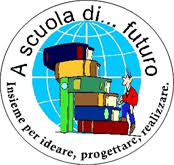 A scuola di... futuro
Insieme per ideare, progettare, realizzare.